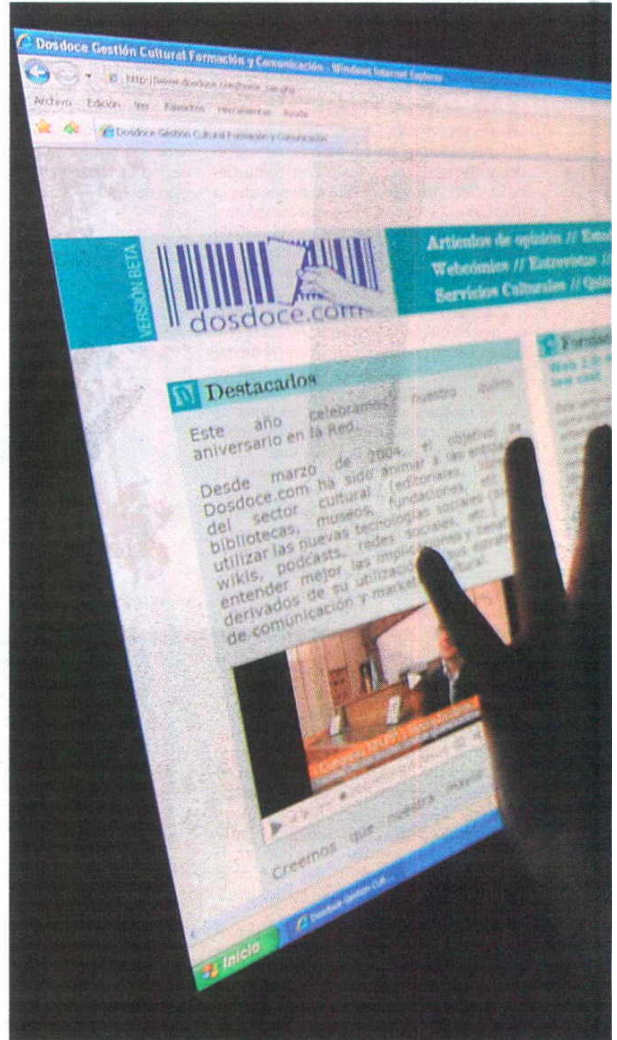 Dosdoce Gestión Cultural Formación y Comunicación - Windows Internet Explorer
Archivo Edición Ver Favoritos Herramientas Ayuda
Dosdoce Gestión Cultural Formación y Comunicación
VERSIÓN BETA
dosdoce.com
Artículos de opinión //
Webcómics // Entrevistas //
Servicios Culturales //
Destacados
Este año celebramos nuestro quinto
aniversario en la Red.
Desde marzo de 2004, el objetivo de
Dosdoce.com ha sido animar a las
del sector cultural (editoriales,
bibliotecas, museos, fundaciones,
utilizar las nuevas tecnologías sociales
wikis, podcasts, redes sociales, etc.)
entender mejor las implicaciones y
derivados de su utilización sus
de comunicación y
Creemos que nuestra mayor
Inicio